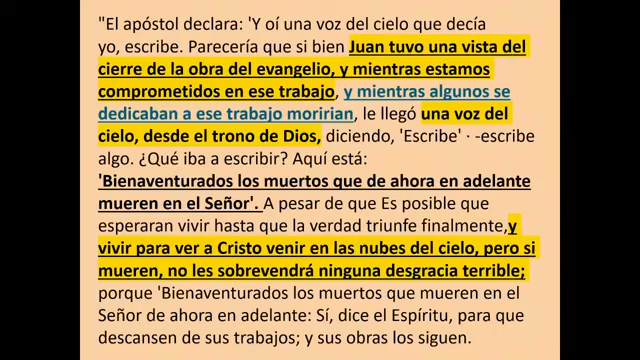 "El apóstol declara: 'Y oí una voz del cielo que decía
yo, escribe. Parecería que si bien Juan tuvo una vista del
cierre de la obra del evangelio, y mientras estamos
comprometidos en ese trabajo, y mientras algunos se
dedicaban a ese trabajo moririan, le llegó una voz del
cielo, desde el trono de Dios, diciendo, 'Escribe' · -escribe
algo. ¿Qué iba a escribir? Aquí está:
'Bienaventurados los muertos que de ahora en adelante
mueren en el Señor'. A pesar de que Es posible que
esperaran vivir hasta que la verdad triunfe finalmente,y
vivir para ver a Cristo venir en las nubes del cielo, pero si
mueren, no les sobrevendrá ninguna desgracia terrible;
porque 'Bienaventurados los muertos que mueren en el
Señor de ahora en adelante: Sí, dice el Espíritu, para que
descansen de sus trabajos; y sus obras los siguen.